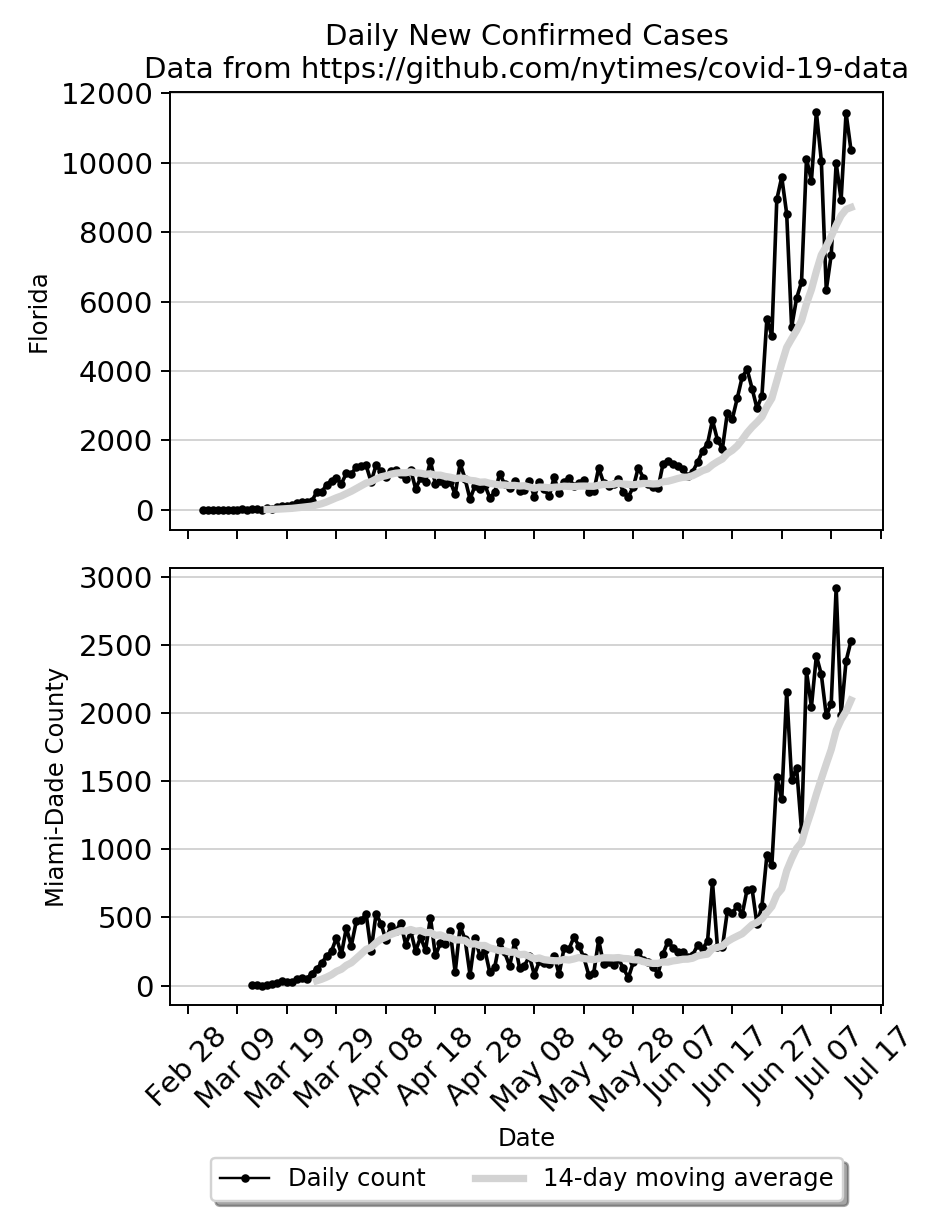 Daily New Confirmed Cases
Data from https://github.com/nytimes/covid-19-data
12000
10000
8000
6000
4000
2000
0
Florida
3000
2500
2000
1500
1000
500
0
Miami-Dade County
Feb 28
Mar 09
Mar 19
Mar 29
Apr 08
Apr 18
Apr 28
May 08
May 18
May 28
Jun 07
Jun 17
Jun 27
Jul 07
Jul 17
Date
Daily count
14-day moving average